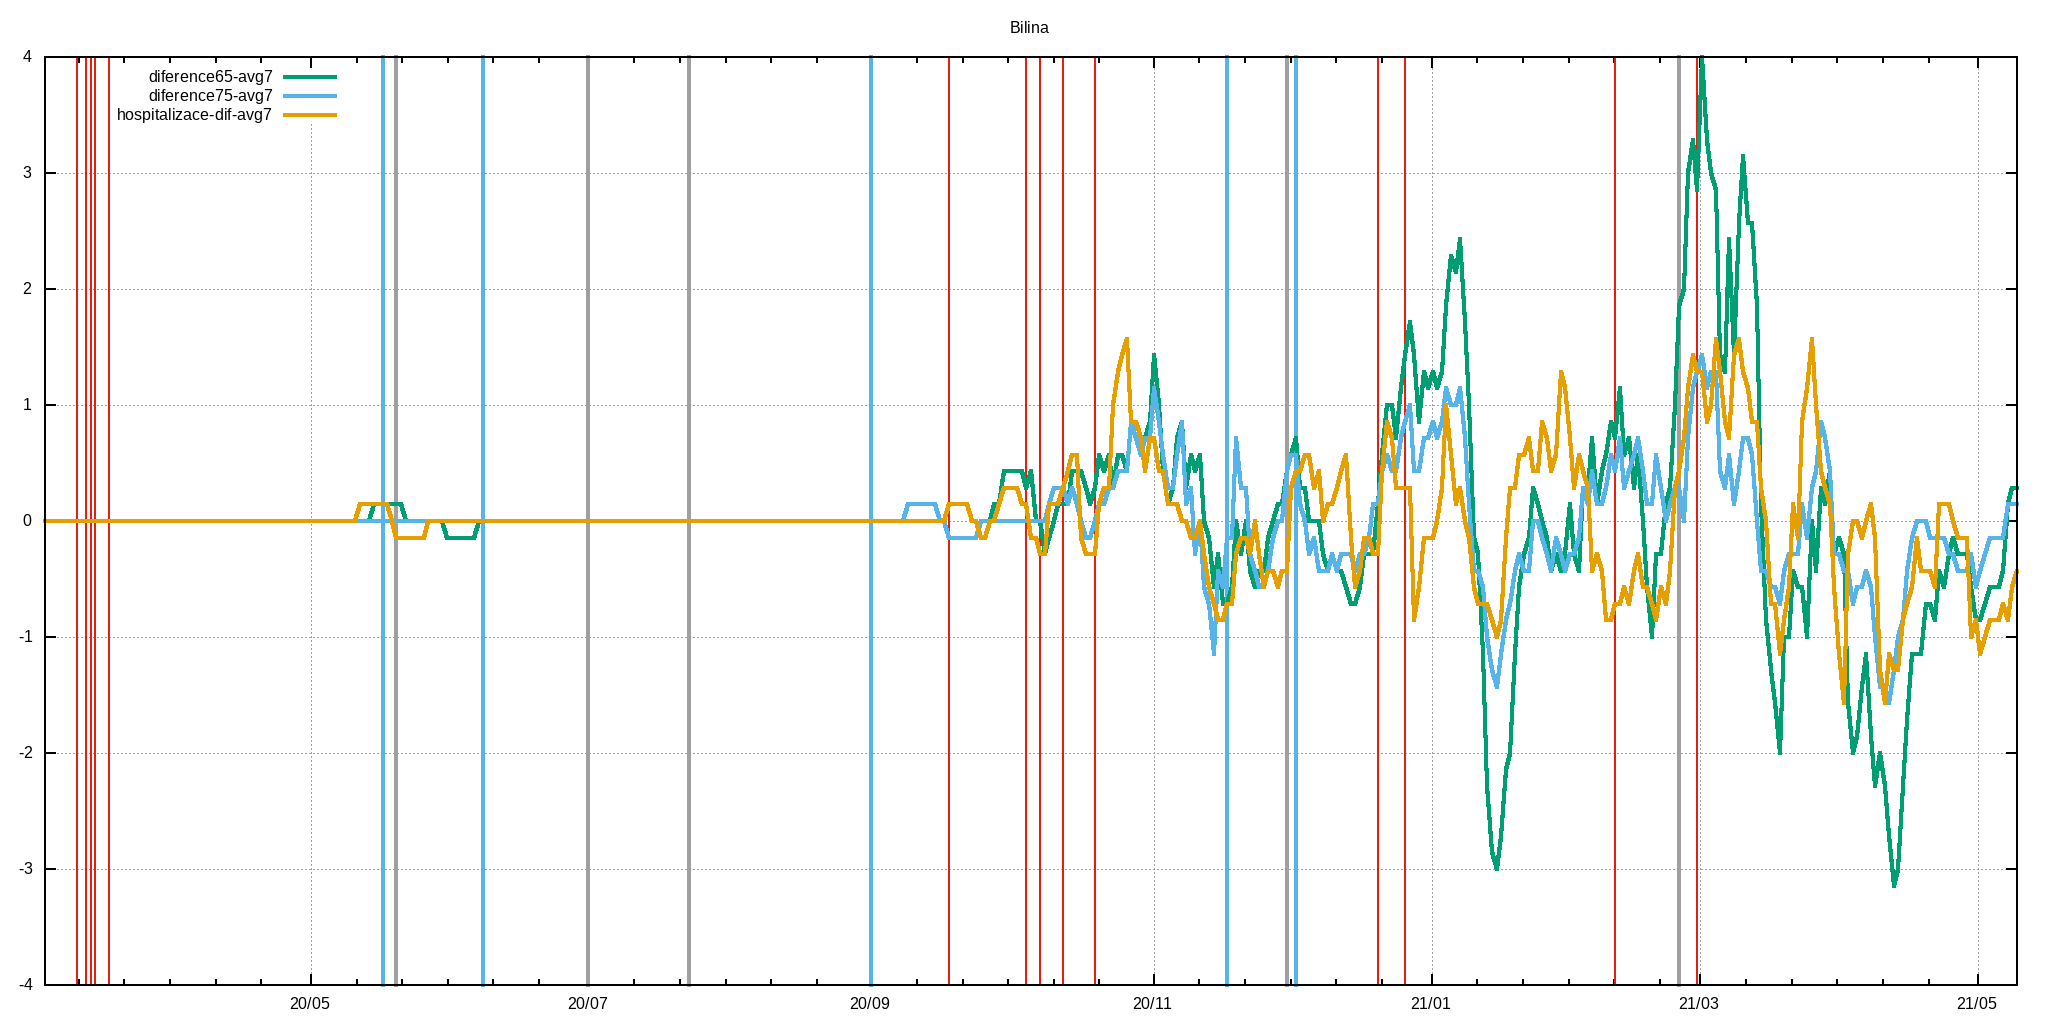 Bilina
diference65-avg7
diference75-avg7
hospitalizace-dif-avg7
4
3
2
1
0
-1
-2
-3
-4
20/05 20/07 20/09 20/11 21/01 21/03 21/05